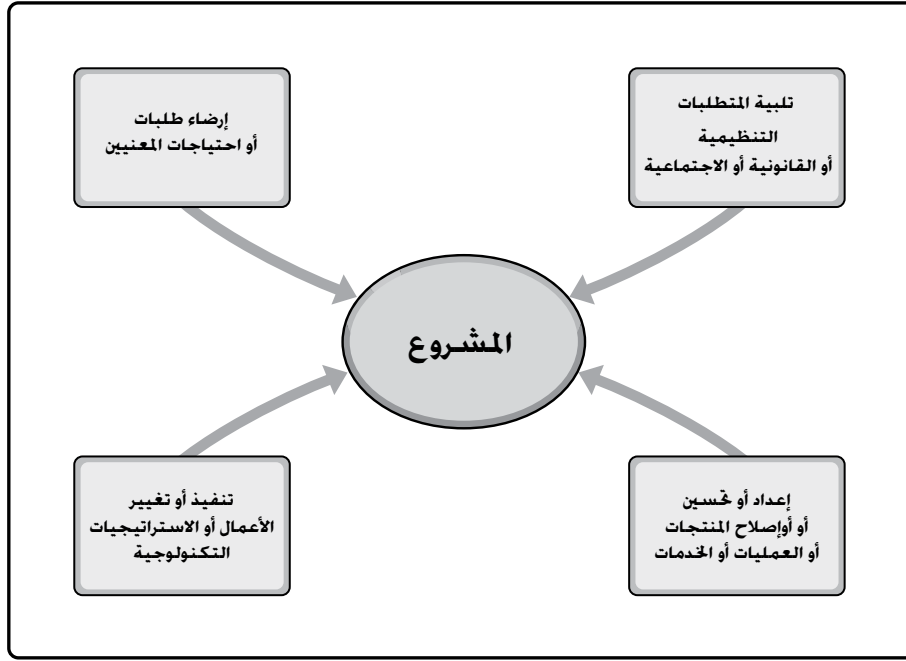 تلبية المتطلبات
التنظيمية
أو القانونية أو الاجتماعية
إرضاء طلبات
أو احتياجات المعنيين
المشروع
إعداد أو تحسين
أو أوإصلاح المنتجات
أو العمليات أو الخدمات
تنفيذ أو تغيير
الأعمال أو الاستراتيجيات
التكنولوجية